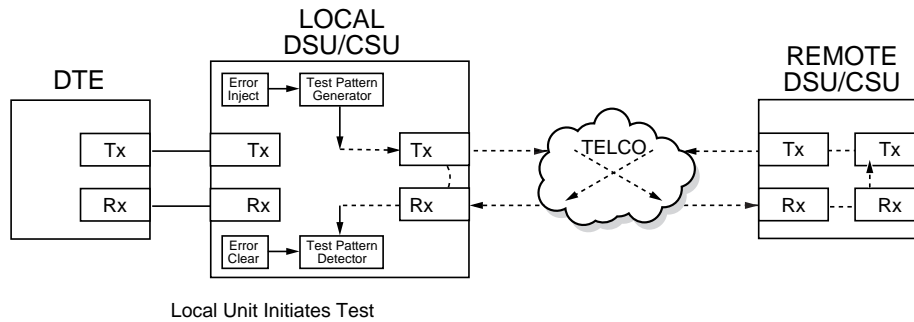 LOCAL
DSU/CSU
REMOTE
DSU/CSU
DTE
Error
Inject
Test Pattern
Generator
Tx
Tx
Tx
TELCO
Tx
Tx
Rx
Rx
Rx
Rx
Rx
Error
Clear
Test Pattern
Detector
Local Unit Initiates Test